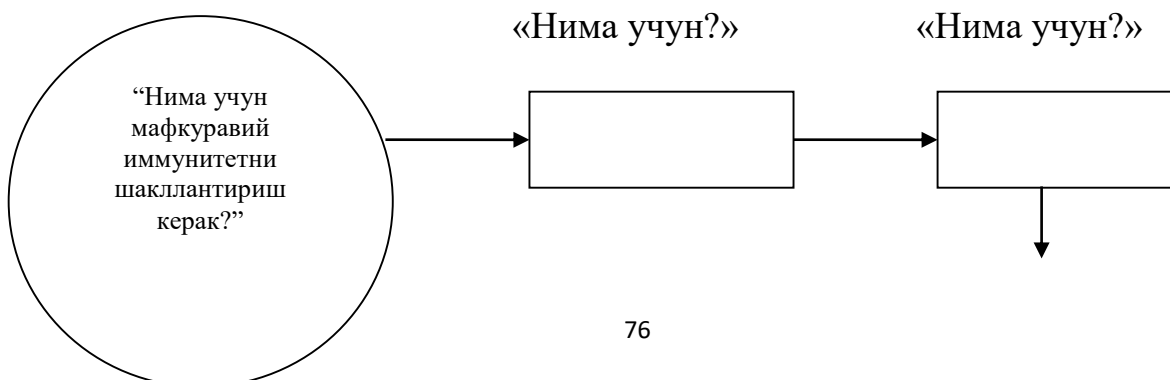 «Нима учун?» «Нима учун?»
“Нима учун
мафкуравий
иммунитетни
шакллантириш
керак?”
76